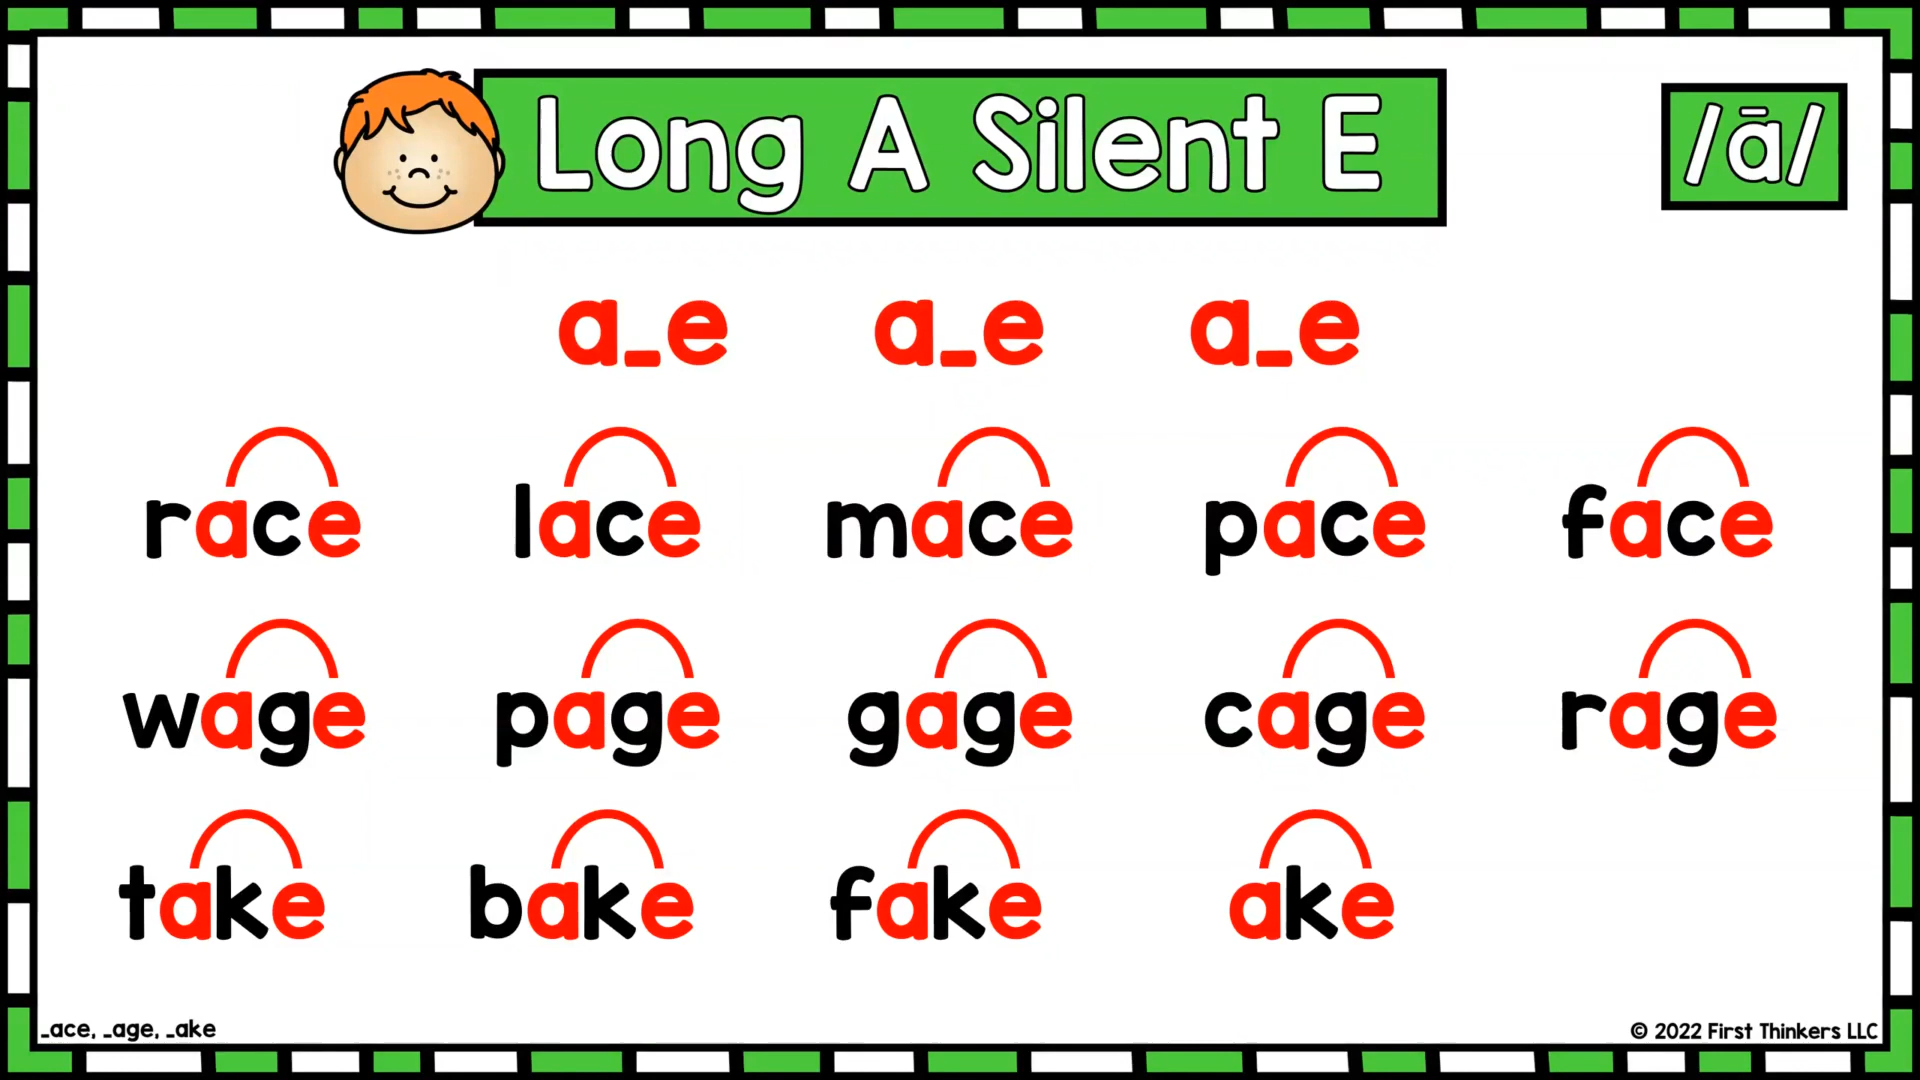 Long A Silent E
/ā/
a_e a_e a_e
race lace mace pace face
wage page gage cage rage
take bake fake ake
_ace, _age, _ake
© 2022 First Thinkers LLC